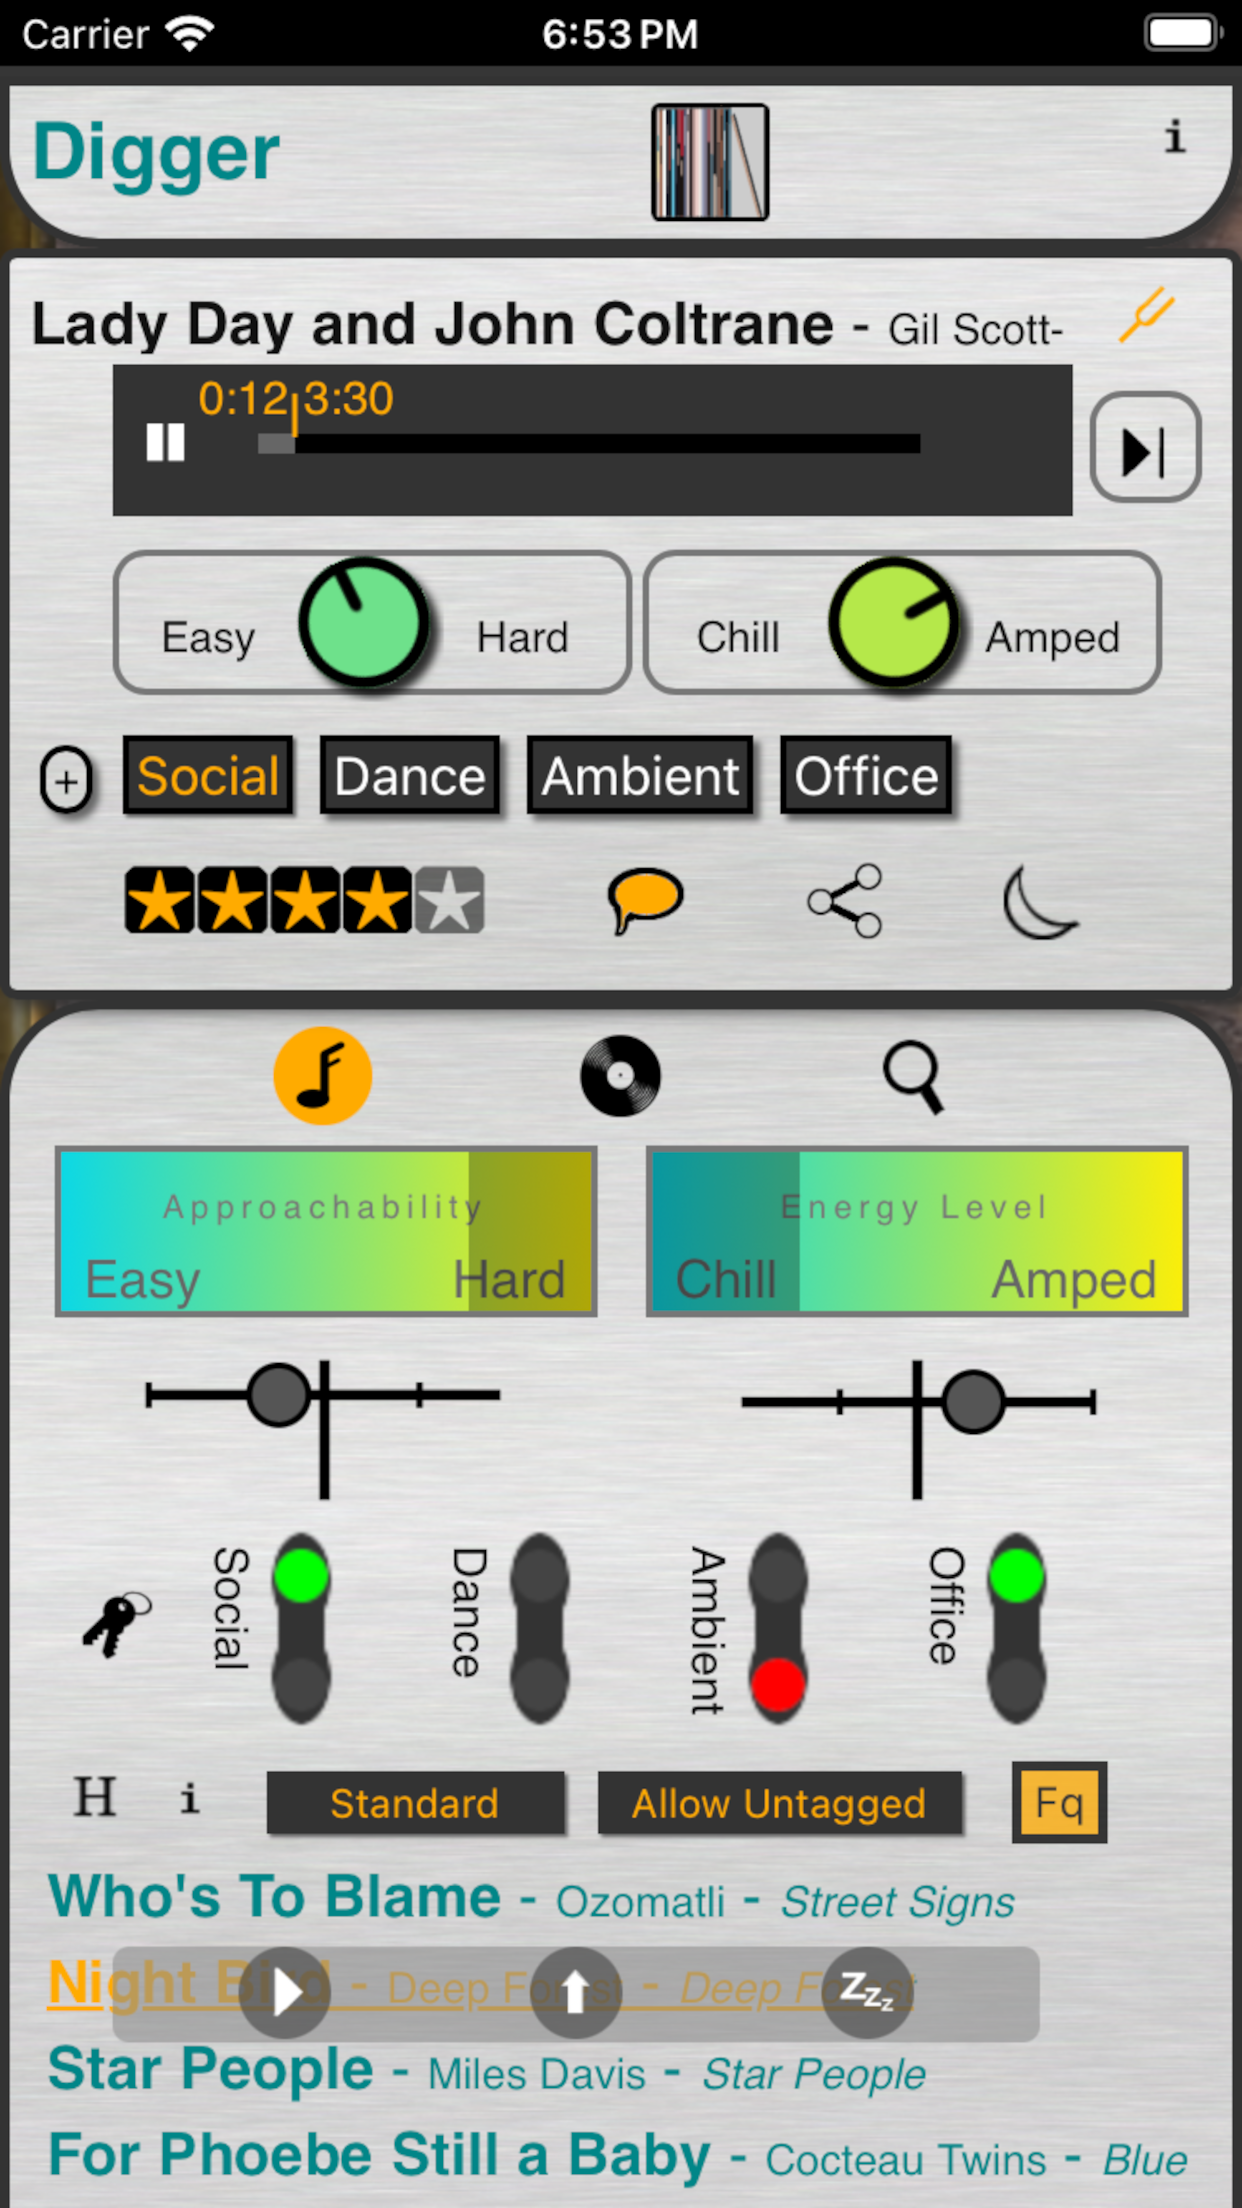 Carrier 6:53 PM
Digger i
Lady Day and John Coltrane - Gil Scott-
0:12 3:30
Easy Hard Chill Amped
+ Social Dance Ambient Office
Approachability Energy Level
Easy Hard Chill Amped
Social Dance Ambient Office
H i Standard Allow Untagged Fq
Who's To Blame - Ozomatli - Street Signs
Night Bird - Deep Forest - Deep Forest
Zzz
Star People - Miles Davis - Star People
For Phoebe Still a Baby - Cocteau Twins - Blue